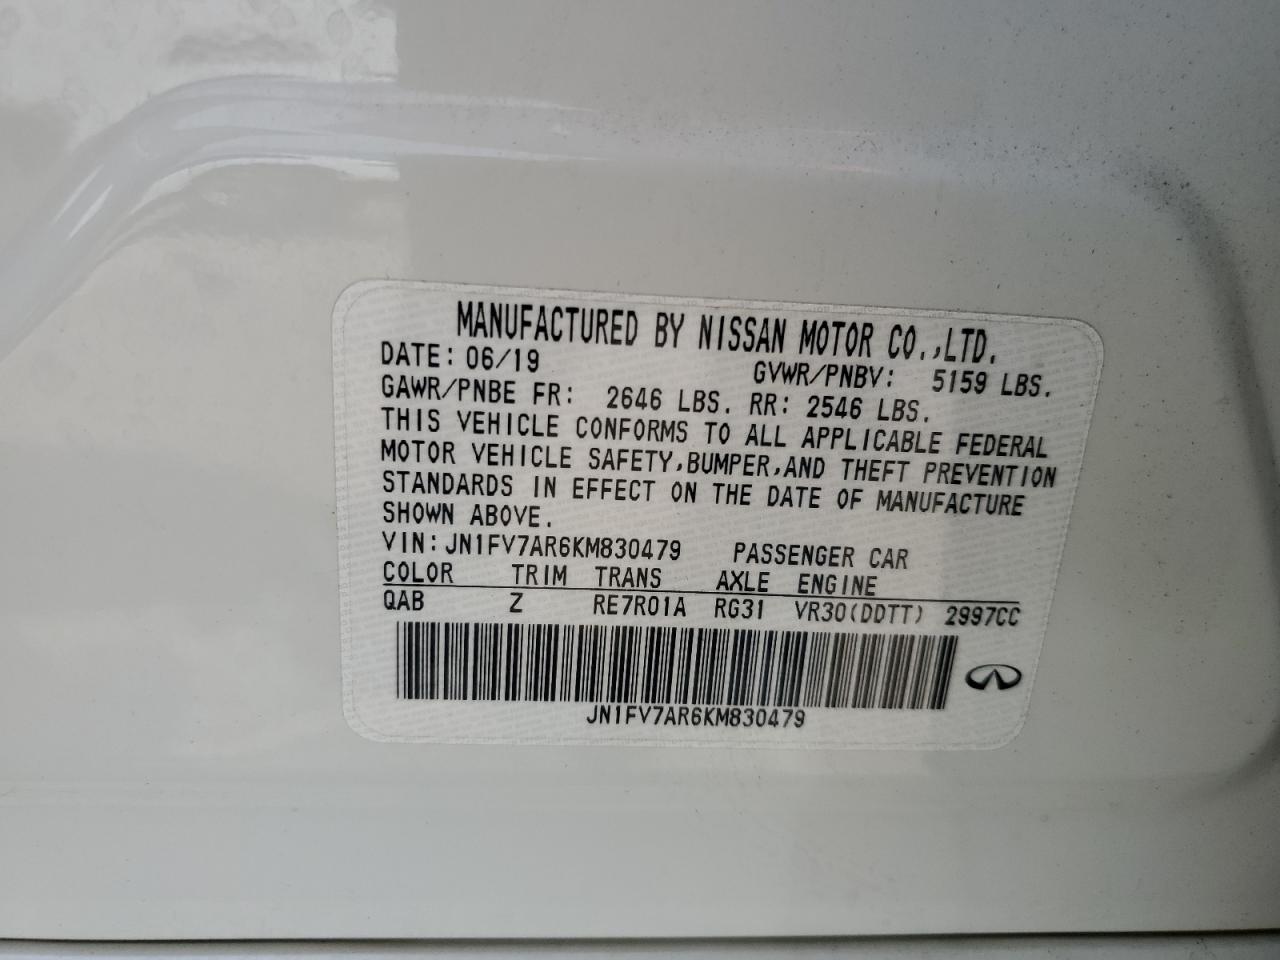 MANUFACTURED BY NISSAN MOTOR CO.,LTD.
DATE: 06/19 GVWR/PNBV: 5159 LBS.
GAWR/PNBE FR: 2646 LBS. RR: 2546 LBS.
THIS VEHICLE CONFORMS TO ALL APPLICABLE FEDERAL
MOTOR VEHICLE SAFETY,BUMPER,AND THEFT PREVENTION
STANDARDS IN EFFECT ON THE DATE OF MANUFACTURE
SHOWN ABOVE.
VIN:JN1FV7AR6KM830479 PASSENGER CAR
COLOR TRIM TRANS AXLE ENGINE
QAB Z RE7R01A RG31 VR30(DDTT) 2997CC
JN1FV7AR6KM830479